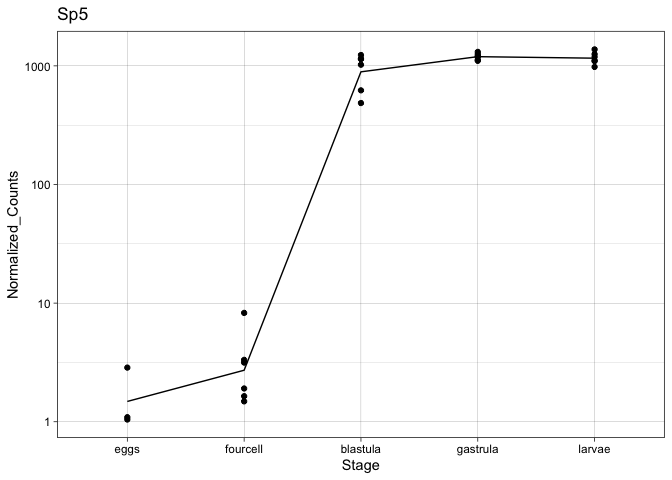 Sp5
Normalized_Counts
1000
100
10
1
eggs fourcell blastula gastrula larvae
Stage